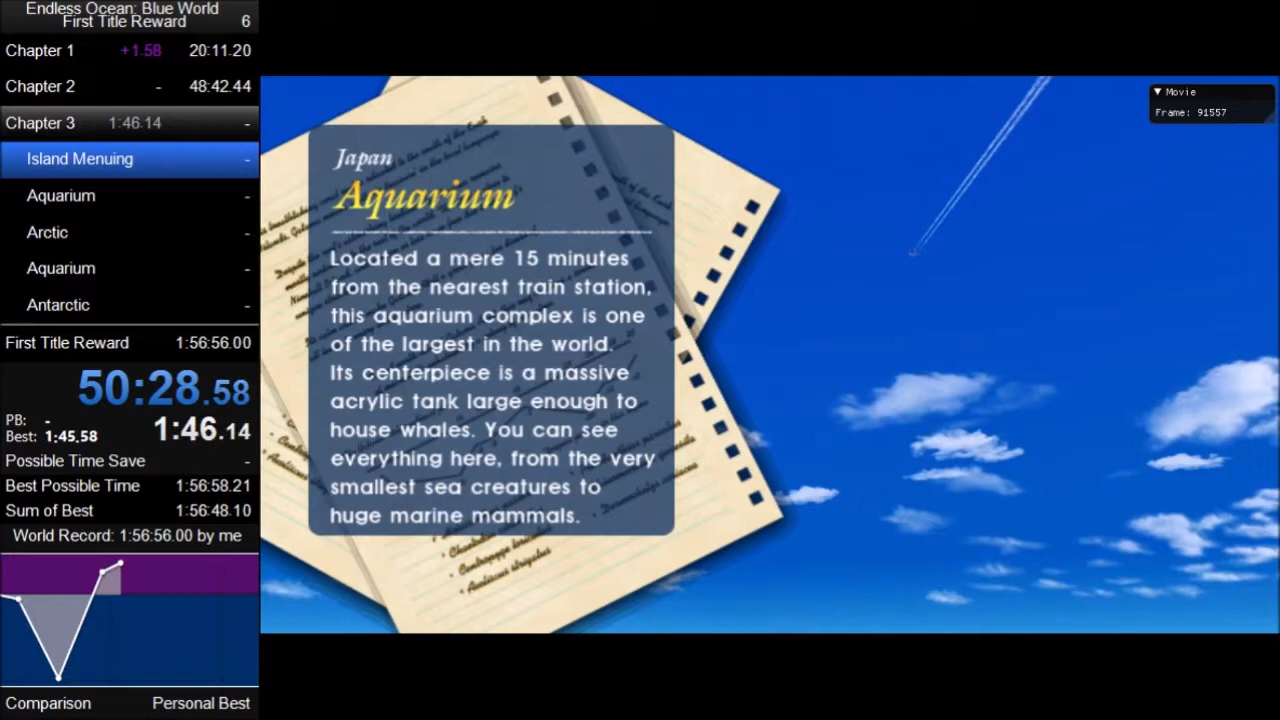 Endless Ocean: Blue World
First Title Reward 6
Chapter 1 +1.58 20:11.20
Chapter 2 - 48:42.44
Chapter 3 1:46.14 -
Island Menuing -
Aquarium -
Arctic -
Aquarium -
Antarctic -
First Title Reward 1:56:56.00
50:28.58
PB: -
Best: 1:45.58 1:46.14
Possible Time Save -
Best Possible Time 1:56:58.21
Sum of Best 1:56:48.10
World Record: 1:56:56.00 by me
Comparison Personal Best
Japan
Aquarium
Located a mere 15 minutes
from the nearest train station,
this aquarium complex is one
of the largest in the world.
Its centerpiece is a massive
acrylic tank large enough to
house whales. You can see
everything here, from the very
smallest sea creatures to
huge marine mammals.
▼ Movie
Frame: 91557